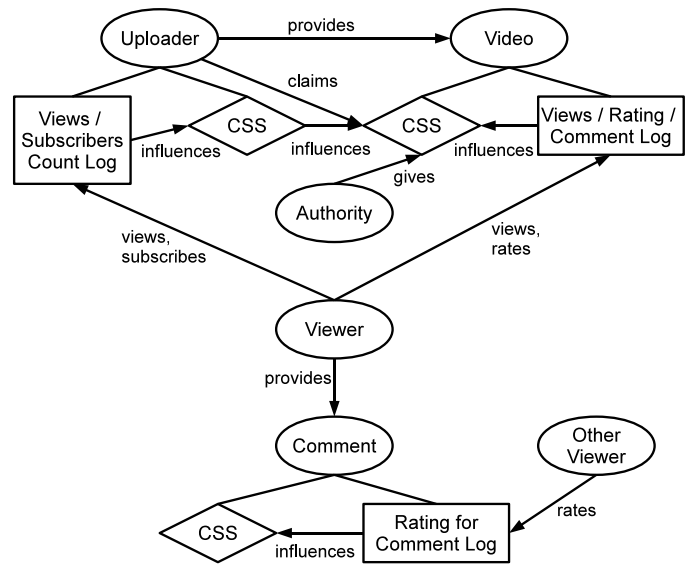 provides
Uploader
Video
claims
Views /
Subscribers
Count Log
CSS
CSS
Views / Rating /
Comment Log
influences
influences
influences
gives
Authority
views,
subscribes
views,
rates
Viewer
provides
Comment
Other
Viewer
rates
CSS
influences
Rating for
Comment Log